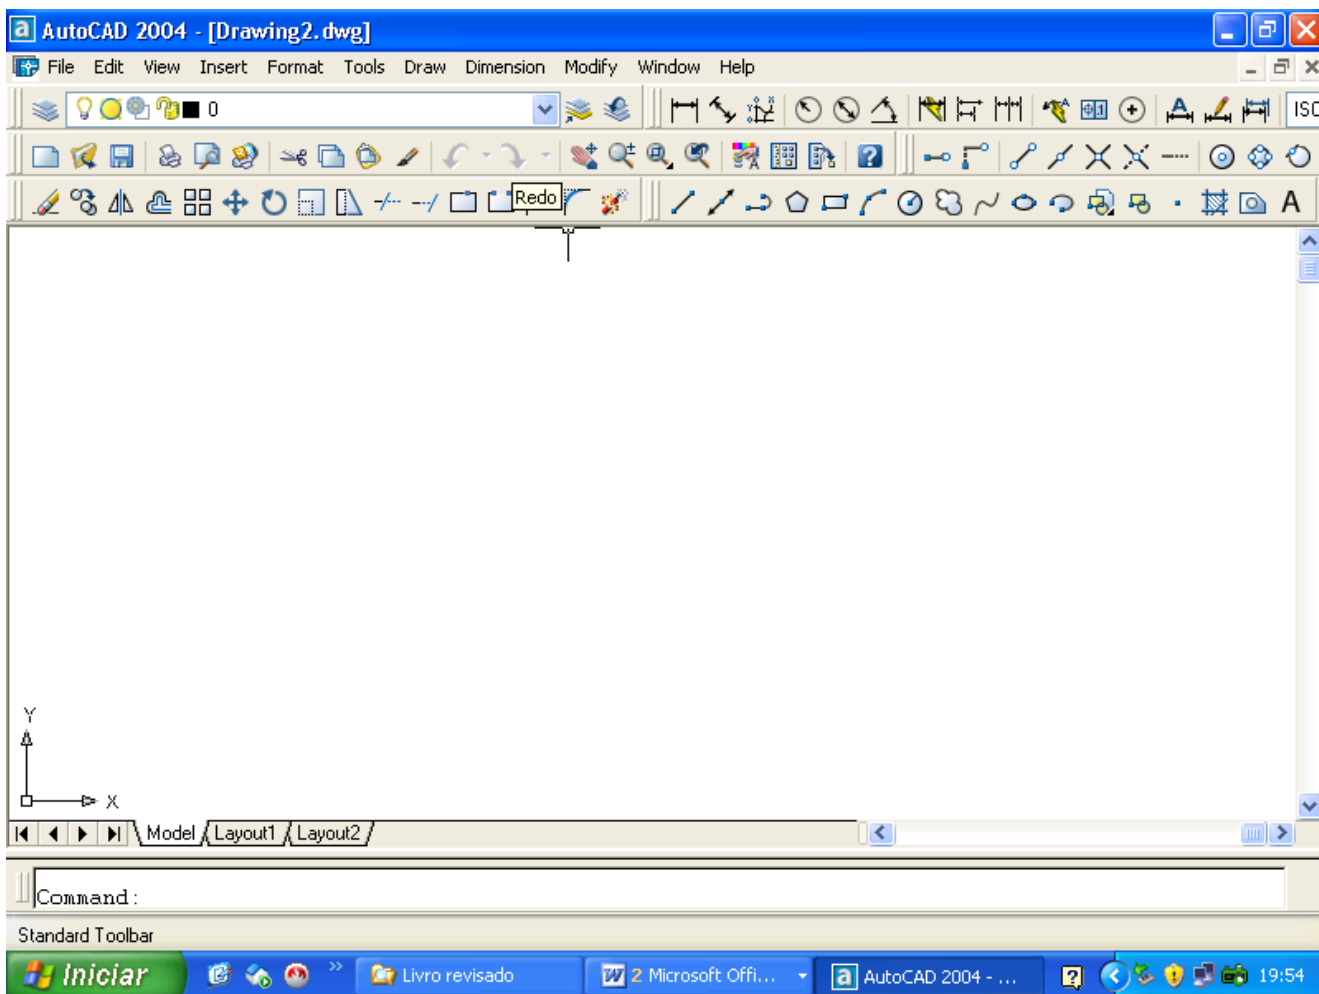 AutoCAD 2004 - [Drawing2.dwg]
File Edit View Insert Format Tools Draw Dimension Modify Window Help
0
ISO
Redo
A
Y
X
Model Layout1 Layout2
Command:
Standard Toolbar
Iniciar Livro revisado 2 Microsoft Offi... AutoCAD 2004 - ... 19:54